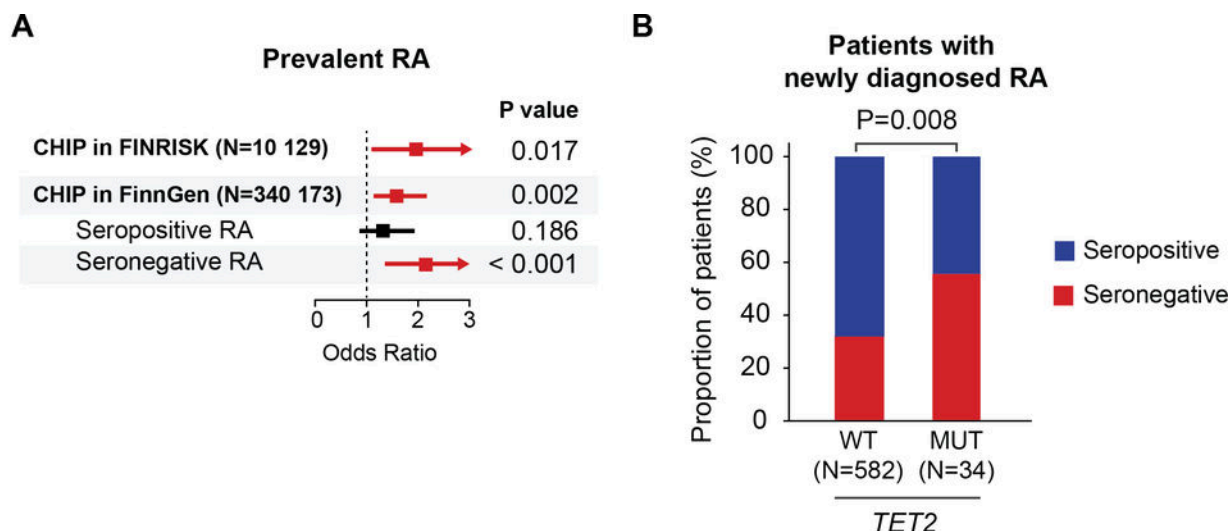 A
Prevalent RA
P value
CHIP in FINRISK (N=10 129) 0.017
CHIP in FinnGen (N=340 173) 0.002
Seropositive RA 0.186
Seronegative RA < 0.001
0 1 2 3
Odds Ratio
B
Patients with
newly diagnosed RA
P=0.008
Proportion of patients (%)
100
80
60
40
20
0
WT MUT
(N=582) (N=34)
TET2
Seropositive
Seronegative